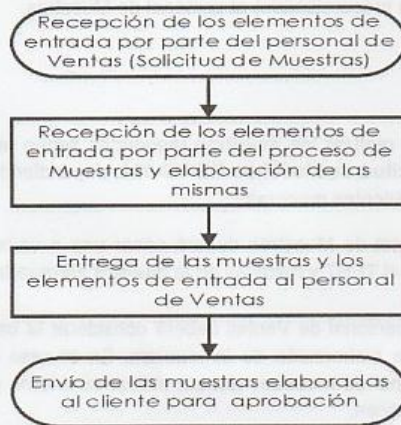 Recepción de los elementos de
entrada por parte del personal de
Ventas (Solicitud de Muestras)
Recepción de los elementos de
entrada por parte del proceso de
Muestras y elaboración de las
mismas
Entrega de las muestras y los
elementos de entrada al personal
de Ventas
Envío de las muestras elaboradas
al cliente para aprobación